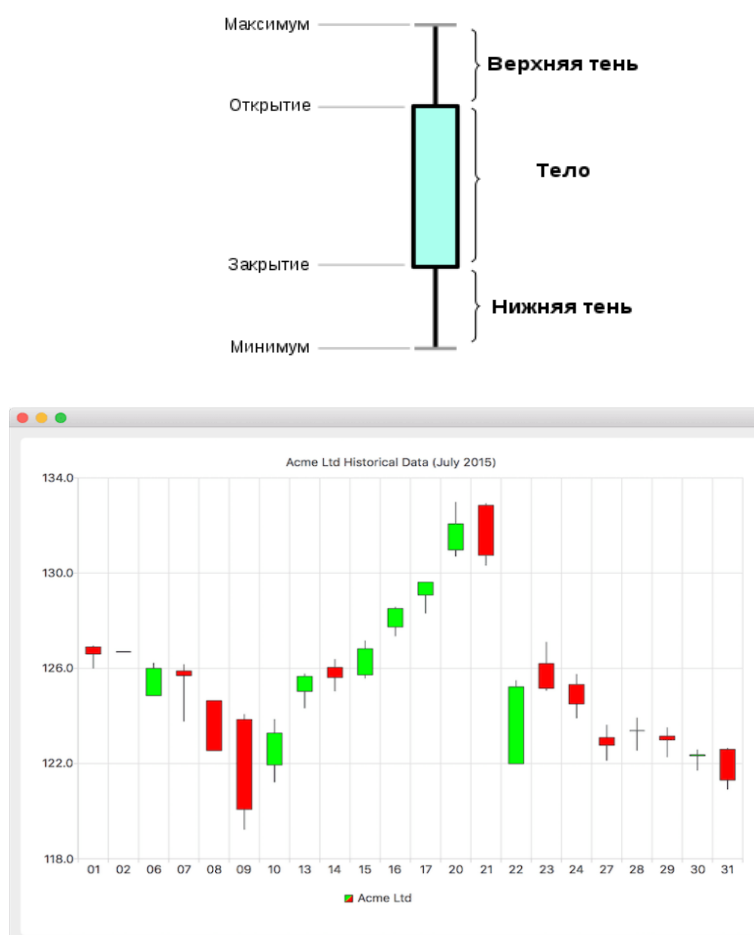 Максимум
Верхняя тень
Открытие
Тело
Закрытие
Нижняя тень
Минимум
Acme Ltd Historical Data (July 2015)
134.0
130.0
126.0
122.0
118.0
01 02 06 07 08 09 10 13 14 15 16 17 20 21 22 23 24 27 28 29 30 31
Acme Ltd